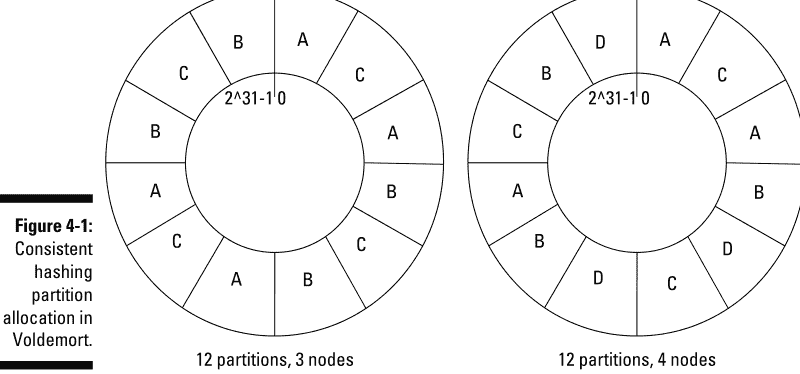 B A
C C
B A
A B
C C
A B
2^31-1 0
12 partitions, 3 nodes
D A
B C
C A
A B
B D
D C
2^31-1 0
12 partitions, 4 nodes
Figure 4-1:
Consistent
hashing
partition
allocation in
Voldemort.